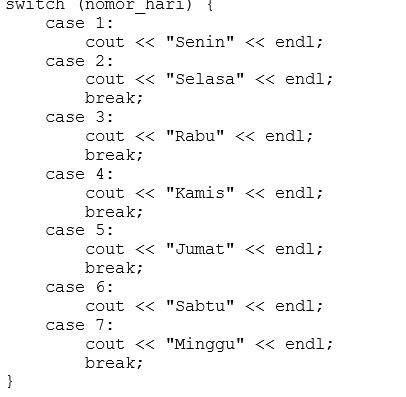 switch (nomor_hari) {
    case 1:
        cout << "Senin" << endl;
    case 2:
        cout << "Selasa" << endl;
        break;
    case 3:
        cout << "Rabu" << endl;
        break;
    case 4:
        cout << "Kamis" << endl;
        break;
    case 5:
        cout << "Jumat" << endl;
        break;
    case 6:
        cout << "Sabtu" << endl;
    case 7:
        cout << "Minggu" << endl;
        break;
}